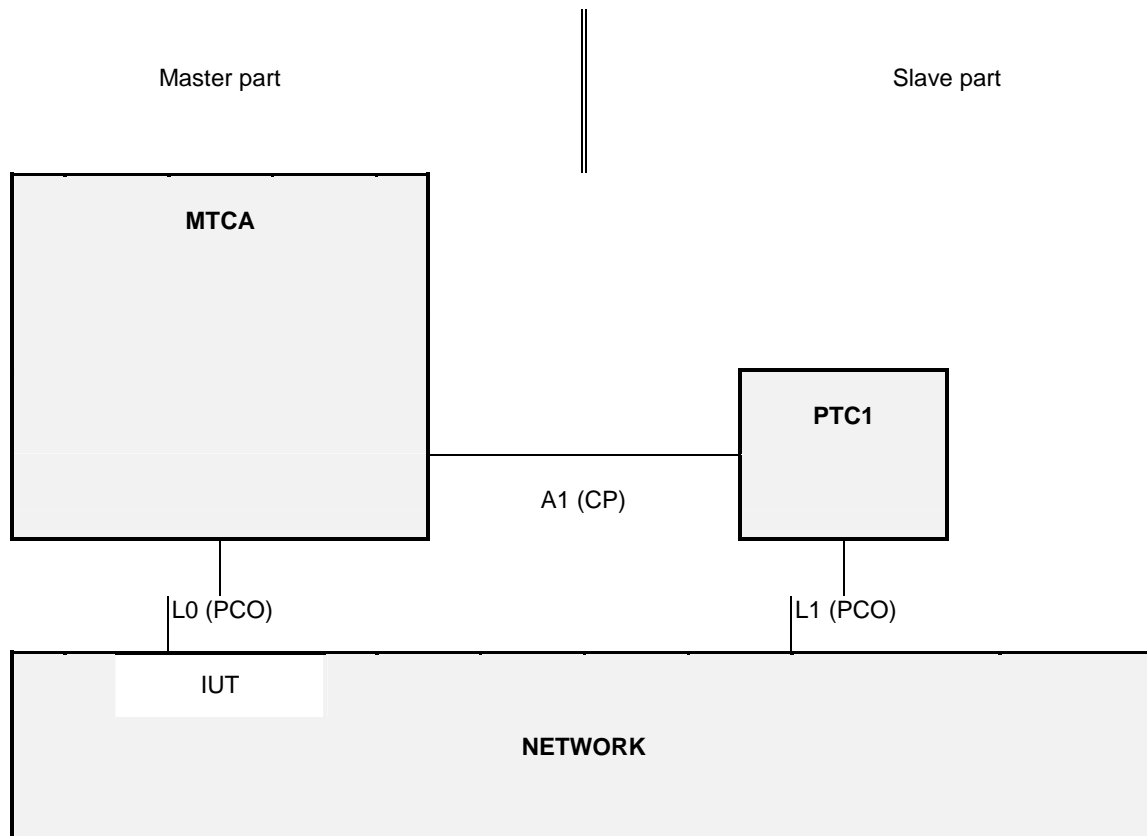 Master part
Slave part
MTCA
PTC1
A1 (CP)
L0 (PCO)
L1 (PCO)
IUT
NETWORK